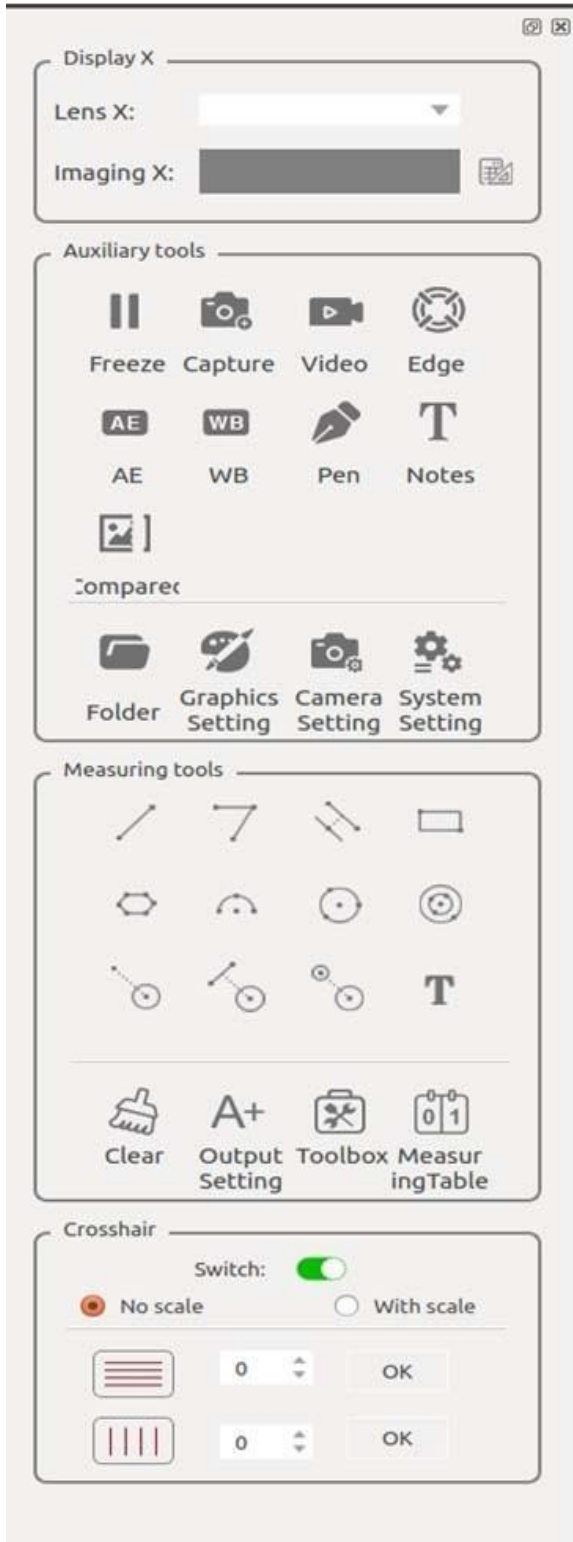 Display X
Lens X:
Imaging X:
Auxiliary tools
Freeze Capture Video Edge
AE WB
AE WB Pen Notes
Compared
Folder Graphics Setting Camera Setting System Setting
Measuring tools
T
A+
0 1
Clear Output Setting Toolbox MeasuringTable
Crosshair
Switch:
No scale With scale
0 OK
0 OK